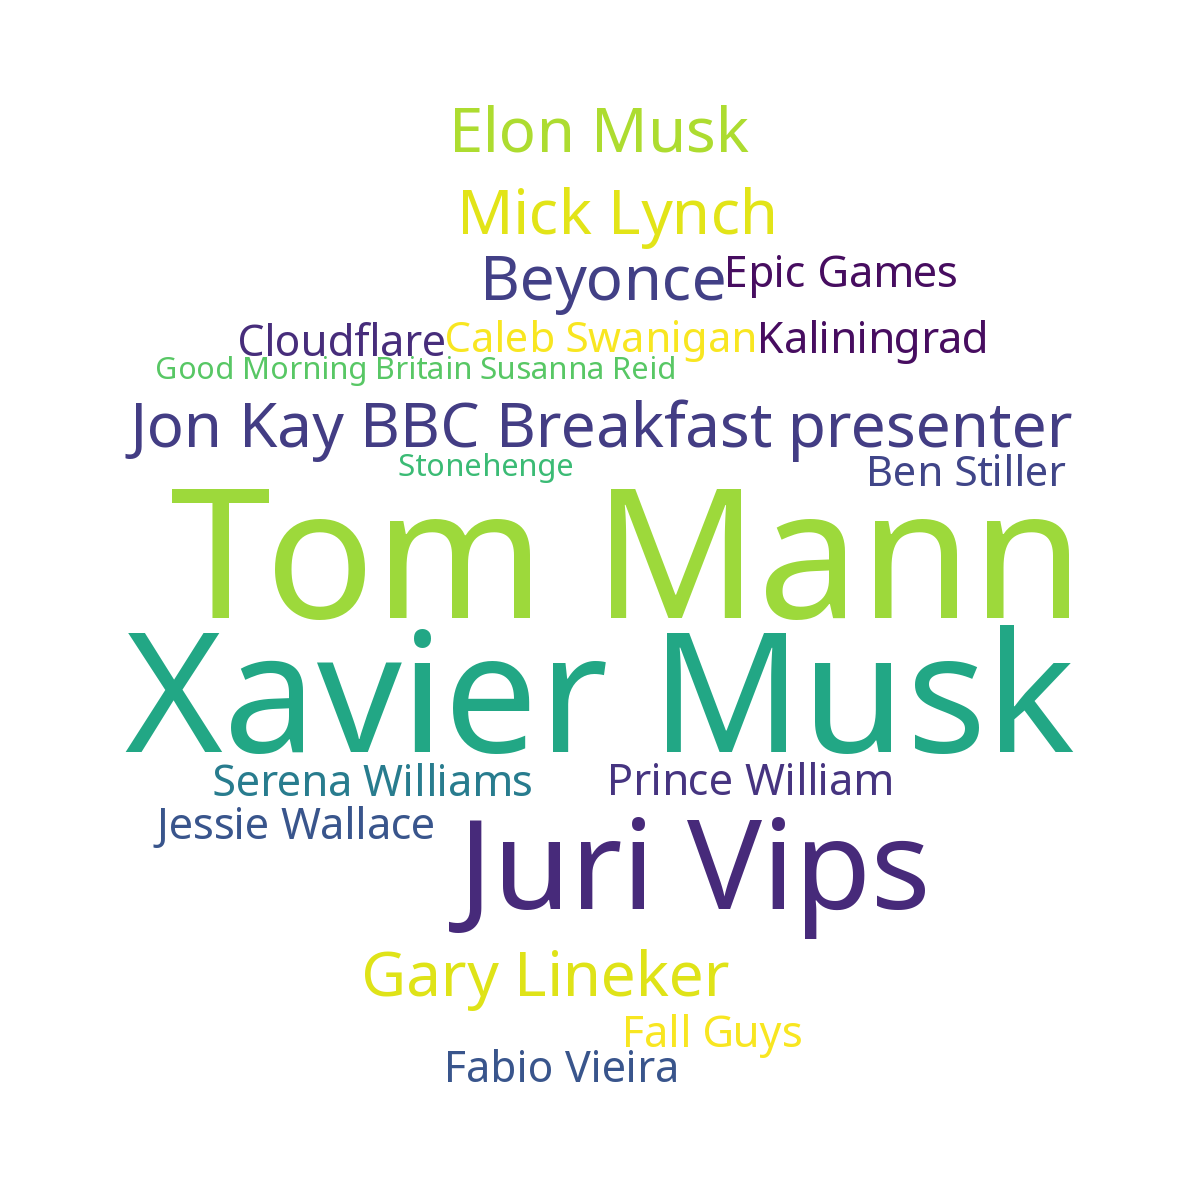 Elon Musk
Mick Lynch
Beyonce
Epic Games
Cloudflare
Caleb Swanigan
Kaliningrad
Good Morning Britain Susanna Reid
Jon Kay BBC Breakfast presenter
Stonehenge
Ben Stiller
Tom Mann
Xavier Musk
Serena Williams
Prince William
Jessie Wallace
Juri Vips
Gary Lineker
Fall Guys
Fabio Vieira